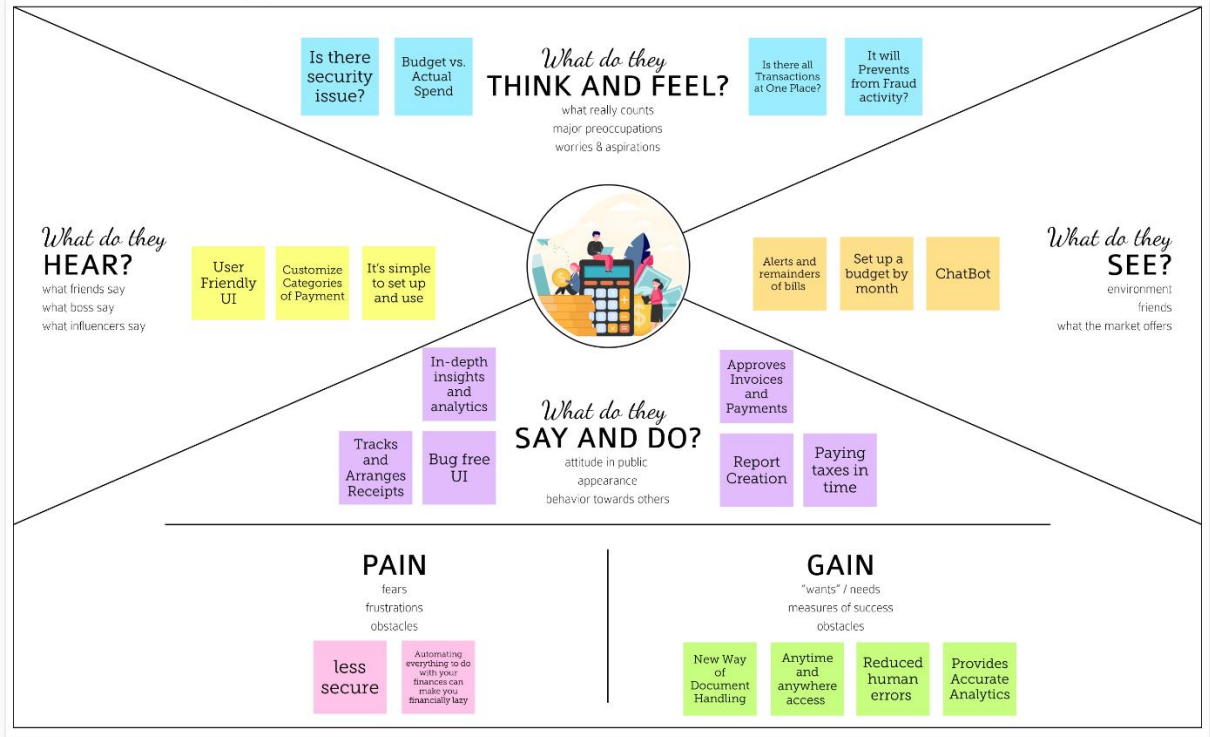 What do they
THINK AND FEEL?
what really counts
major preoccupations
worries & aspirations
Is there
security
issue?
Budget vs.
Actual
Spend
Is there all
Transactions
at One Place?
It will
Prevents
from Fraud
activity?
What do they
HEAR?
what friends say
what boss say
what influencers say
User
Friendly
UI
Customize
Categories
of Payment
It's simple
to set up
and use
Alerts and
remainders
of bills
Set up a
budget by
month
ChatBot
What do they
SEE?
environment
friends
what the market offers
In-depth
insights
and
analytics
Tracks
and
Arranges
Receipts
Bug free
UI
What do they
SAY AND DO?
attitude in public
appearance
behavior towards others
Approves
Invoices
and
Payments
Report
Creation
Paying
taxes in
time
PAIN
fears
frustrations
obstacles
less
secure
Automating
everything to do
with your
finances can
make you
financially lazy
GAIN
"wants" / needs
measures of success
obstacles
New Way
of
Document
Handling
Anytime
and
anywhere
access
Reduced
human
errors
Provides
Accurate
Analytics